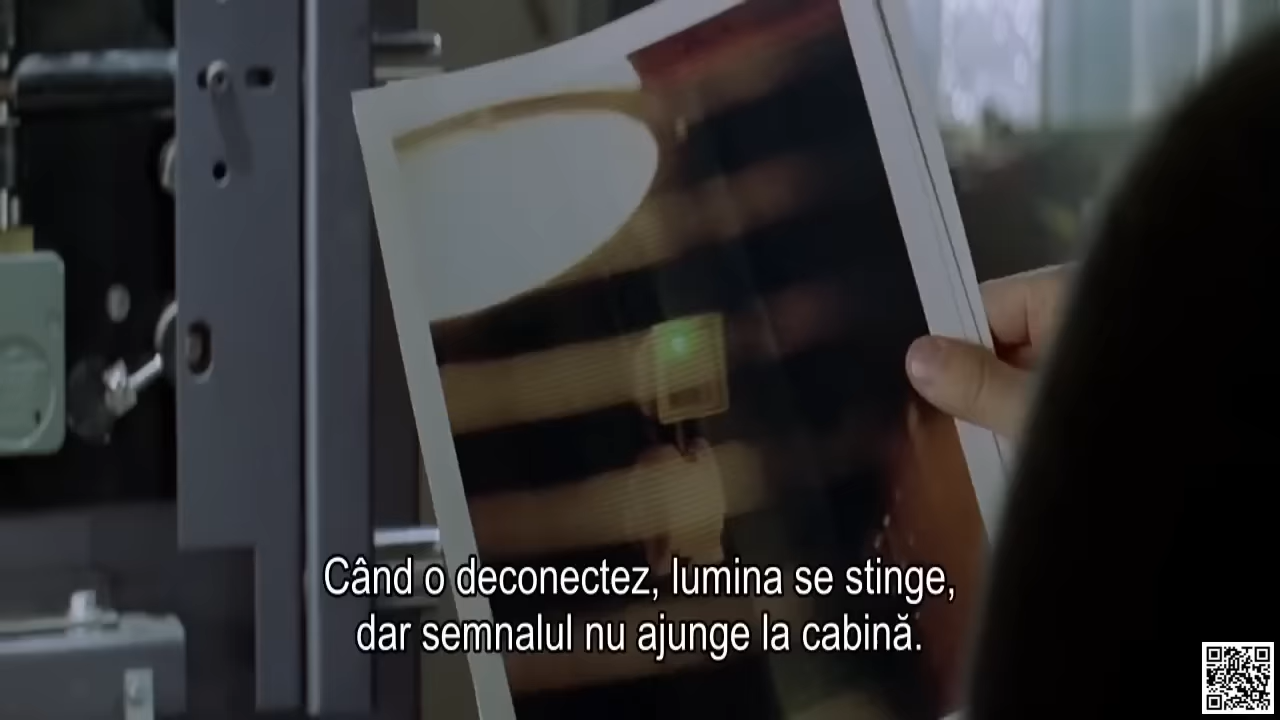 Când o deconectez, lumina se stinge,
dar semnalul nu ajunge la cabină.